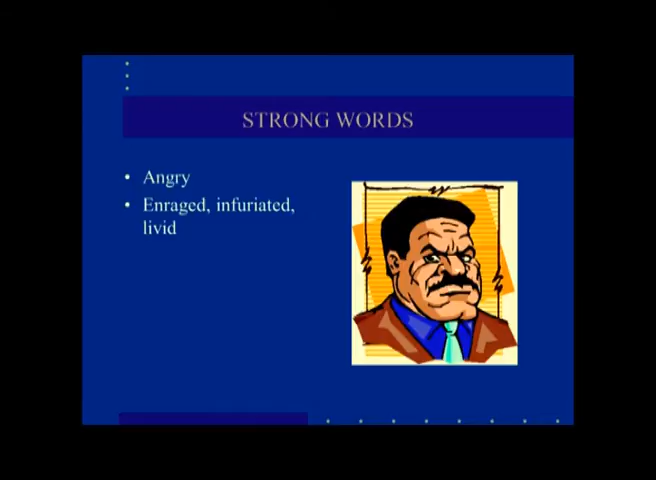 STRONG WORDS
• Angry
• Enraged, infuriated,
livid